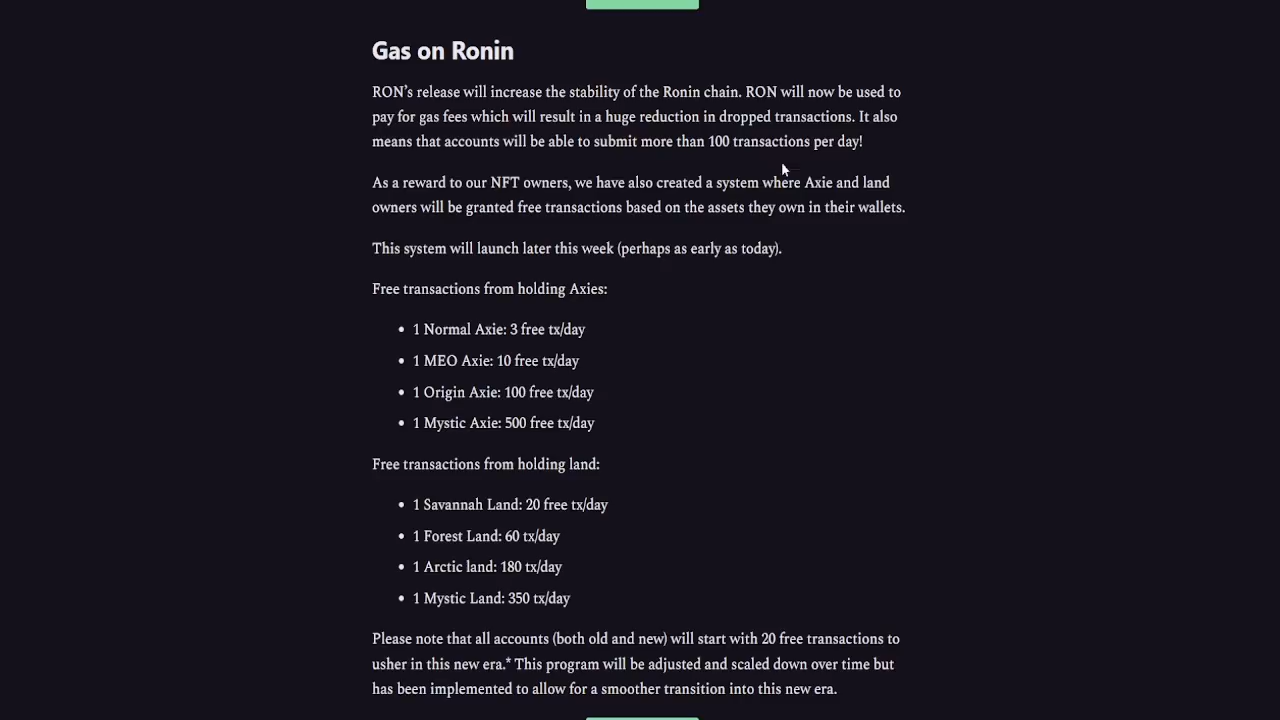 Gas on Ronin
RON’s release will increase the stability of the Ronin chain. RON will now be used to
pay for gas fees which will result in a huge reduction in dropped transactions. It also
means that accounts will be able to submit more than 100 transactions per day!
As a reward to our NFT owners, we have also created a system where Axie and land
owners will be granted free transactions based on the assets they own in their wallets.
This system will launch later this week (perhaps as early as today).
Free transactions from holding Axies:
• 1 Normal Axie: 3 free tx/day
• 1 MEO Axie: 10 free tx/day
• 1 Origin Axie: 100 free tx/day
• 1 Mystic Axie: 500 free tx/day
Free transactions from holding land:
• 1 Savannah Land: 20 free tx/day
• 1 Forest Land: 60 tx/day
• 1 Arctic land: 180 tx/day
• 1 Mystic Land: 350 tx/day
Please note that all accounts (both old and new) will start with 20 free transactions to
usher in this new era.* This program will be adjusted and scaled down over time but
has been implemented to allow for a smoother transition into this new era.